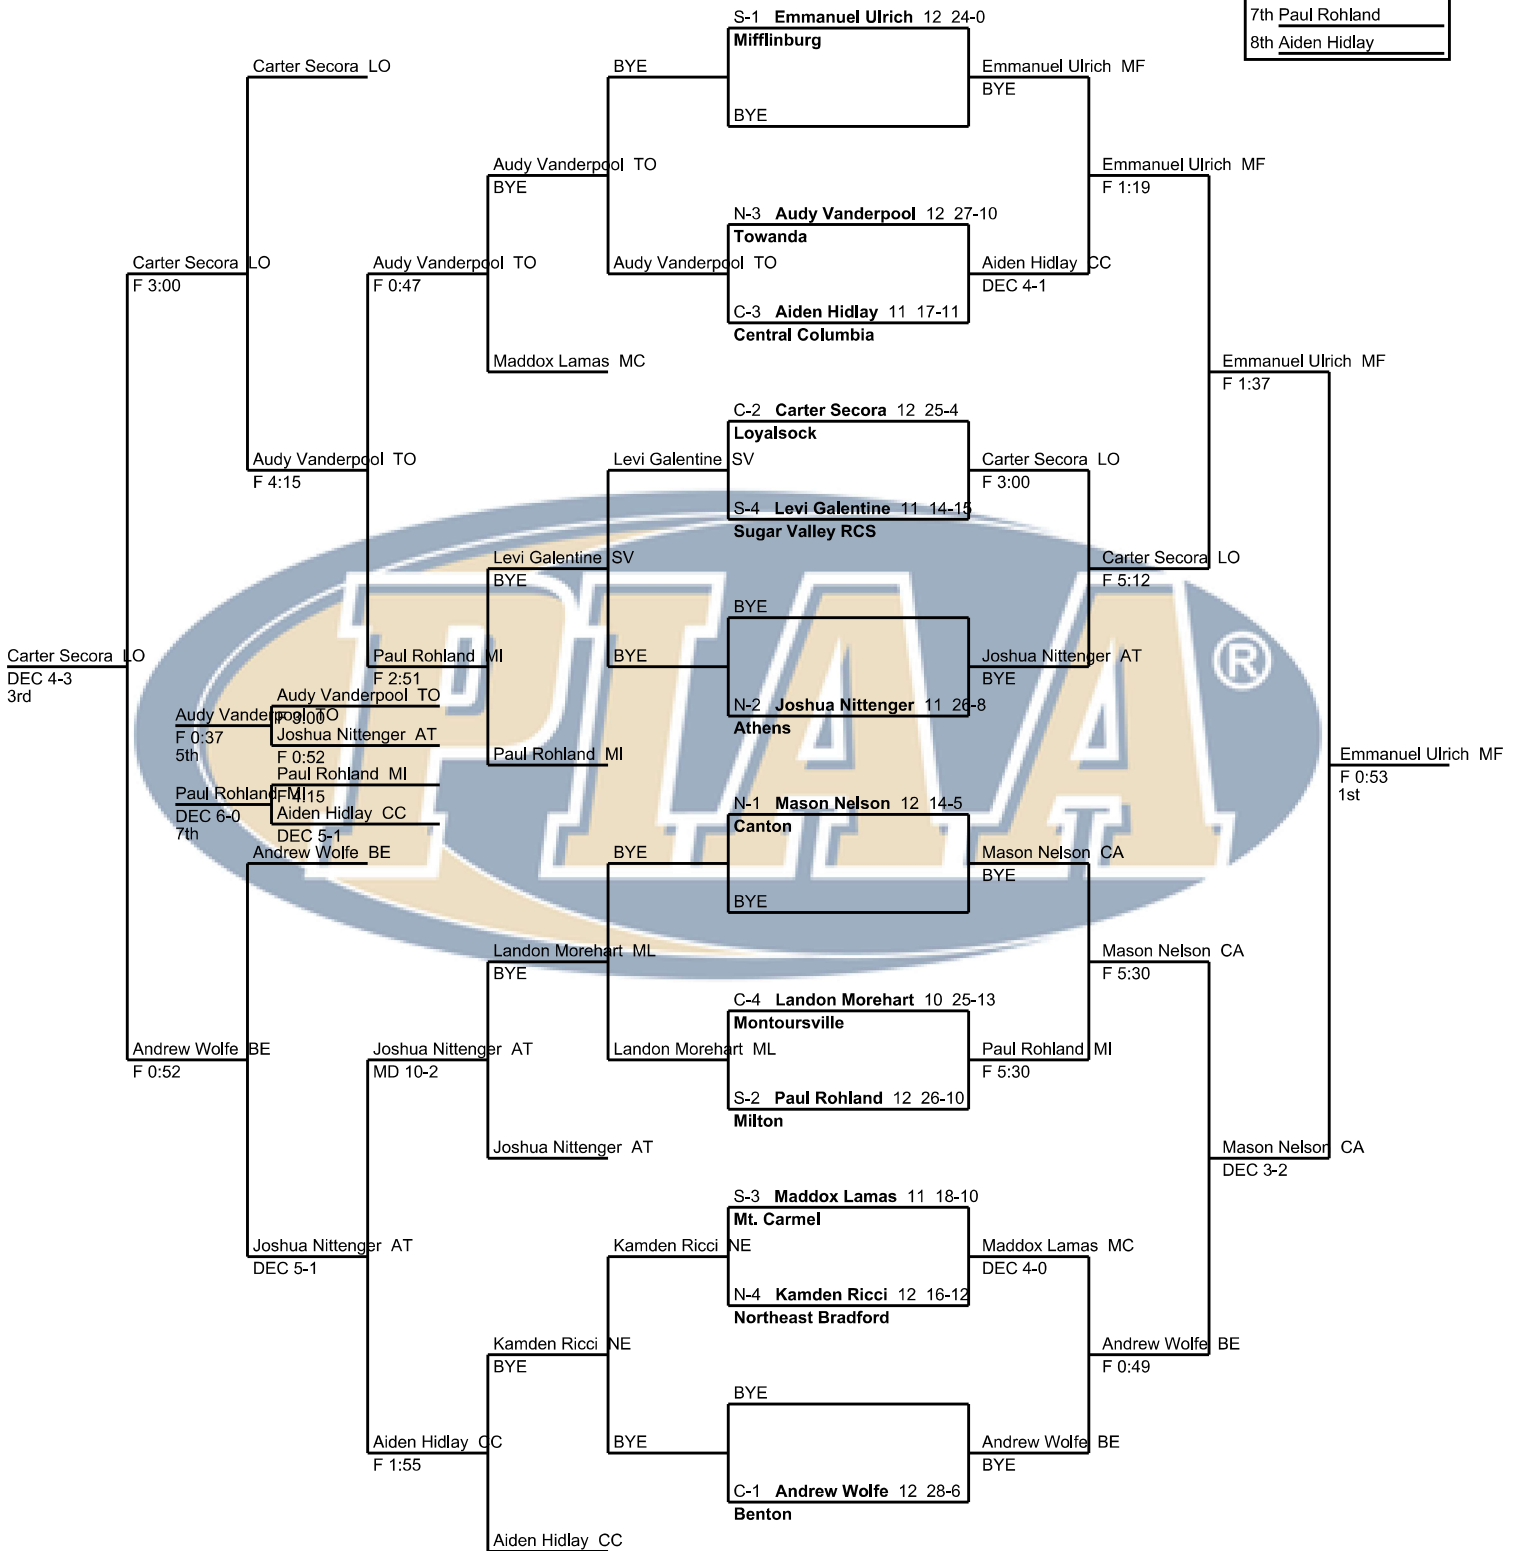 S-1 Emmanuel Ulrich 12 24-0
7th Paul Rohland
Mifflinburg
8th Aiden Hidlay
Carter Secora LO
BYE
Emmanuel Ulrich MF
BYE
BYE
Audy Vanderpool TO
BYE
Emmanuel Ulrich MF
F 1:19
N-3 Audy Vanderpool 12 27-10
Towanda
Carter Secora LO
F 3:00
Audy Vanderpool TO
F 0:47
Audy Vanderpool TO
Aiden Hidlay CC
DEC 4-1
C-3 Aiden Hidlay 11 17-11
Central Columbia
Maddox Lamas MC
Emmanuel Ulrich MF
F 1:37
C-2 Carter Secora 12 25-4
Loyalsock
Audy Vanderpool TO
F 4:15
Levi Galentine SV
Carter Secora LO
F 3:00
S-4 Levi Galentine 11 14-15
Sugar Valley RCS
Levi Galentine SV
BYE
Carter Secora LO
F 5:12
PIAA®
BYE
Carter Secora LO
DEC 4-3
3rd
Paul Rohland MI
F 2:51
BYE
Joshua Nittenger AT
BYE
Audy Vanderpool TO
F 3:00
N-2 Joshua Nittenger 11 26-8
Athens
Audy Vanderpool TO
F 0:37
5th
Joshua Nittenger AT
F 0:52
Paul Rohland MI
Emmanuel Ulrich MF
F 0:53
1st
Paul Rohland MI
F 4:15
Paul Rohland MI
DEC 6-0
7th
Aiden Hidlay CC
DEC 5-1
N-1 Mason Nelson 12 14-5
Canton
Andrew Wolfe BE
BYE
Mason Nelson CA
BYE
BYE
Landon Morehart ML
BYE
Mason Nelson CA
F 5:30
C-4 Landon Morehart 10 25-13
Montoursville
Andrew Wolfe BE
F 0:52
Joshua Nittenger AT
MD 10-2
Landon Morehart ML
Paul Rohland MI
F 5:30
S-2 Paul Rohland 12 26-10
Milton
Joshua Nittenger AT
Mason Nelson CA
DEC 3-2
S-3 Maddox Lamas 11 18-10
Mt. Carmel
Joshua Nittenger AT
DEC 5-1
Kamden Ricci NE
Maddox Lamas MC
DEC 4-0
N-4 Kamden Ricci 12 16-12
Northeast Bradford
Kamden Ricci NE
BYE
Andrew Wolfe BE
F 0:49
BYE
Aiden Hidlay CC
F 1:55
BYE
Andrew Wolfe BE
BYE
C-1 Andrew Wolfe 12 28-6
Benton
Aiden Hidlay CC